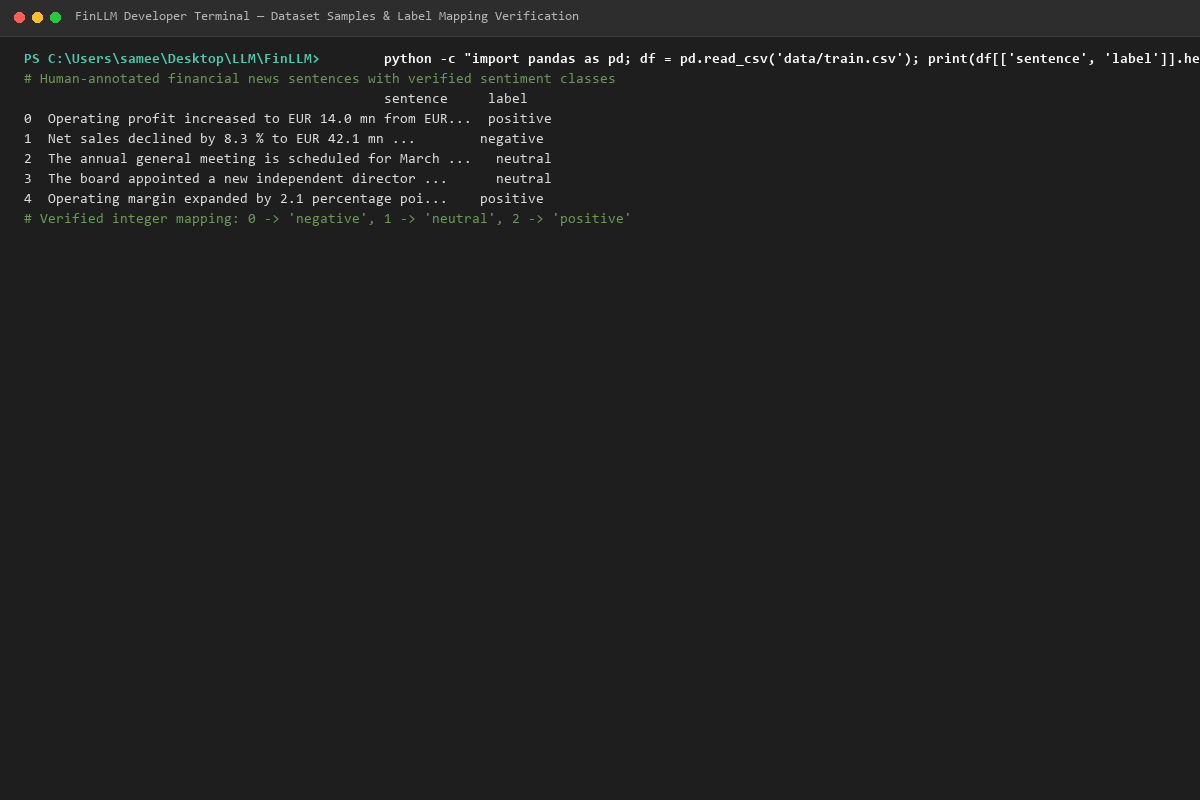 FinLLM Developer Terminal — Dataset Samples & Label Mapping Verification
PS C:\Users\samee\Desktop\LLM\FinLLM> python -c "import pandas as pd; df = pd.read_csv('data/train.csv'); print(df[['sentence', 'label']].he
# Human-annotated financial news sentences with verified sentiment classes
sentence label
0 Operating profit increased to EUR 14.0 mn from EUR... positive
1 Net sales declined by 8.3 % to EUR 42.1 mn ... negative
2 The annual general meeting is scheduled for March ... neutral
3 The board appointed a new independent director ... neutral
4 Operating margin expanded by 2.1 percentage poi... positive
# Verified integer mapping: 0 -> 'negative', 1 -> 'neutral', 2 -> 'positive'